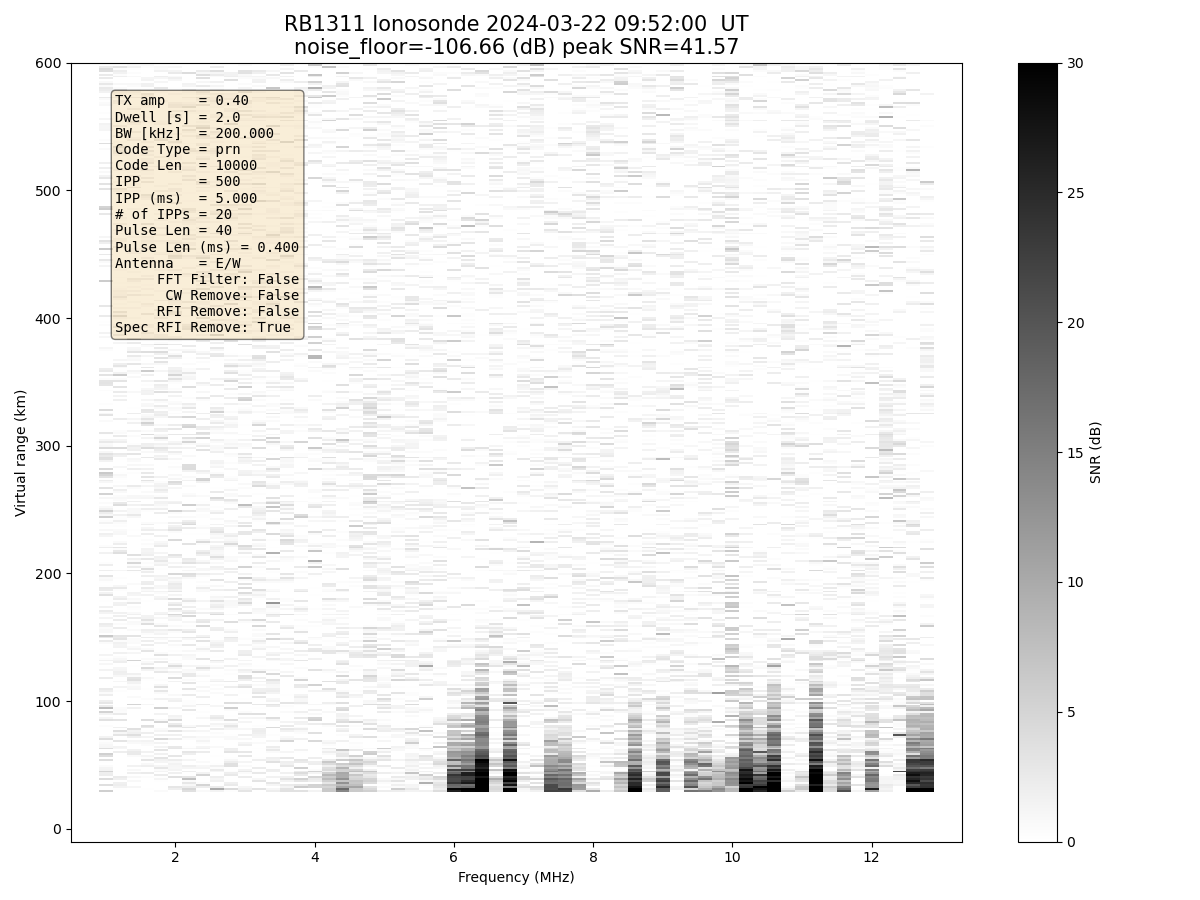 RB1311 Ionosonde 2024-03-22 09:52:00  UT
noise_floor=-106.66 (dB) peak SNR=41.57
TX amp    = 0.40
Dwell [s] = 2.0
BW [kHz]  = 200.000
Code Type = prn
Code Len  = 10000
IPP       = 500
IPP (ms)  = 5.000
# of IPPs = 20
Pulse Len = 40
Pulse Len (ms) = 0.400
Antenna   = E/W
FFT Filter: False
CW Remove: False
RFI Remove: False
Spec RFI Remove: True
Virtual range (km)
600
500
400
300
200
100
0
2 4 6 8 10 12
Frequency (MHz)
30
25
20
15
10
5
0
SNR (dB)